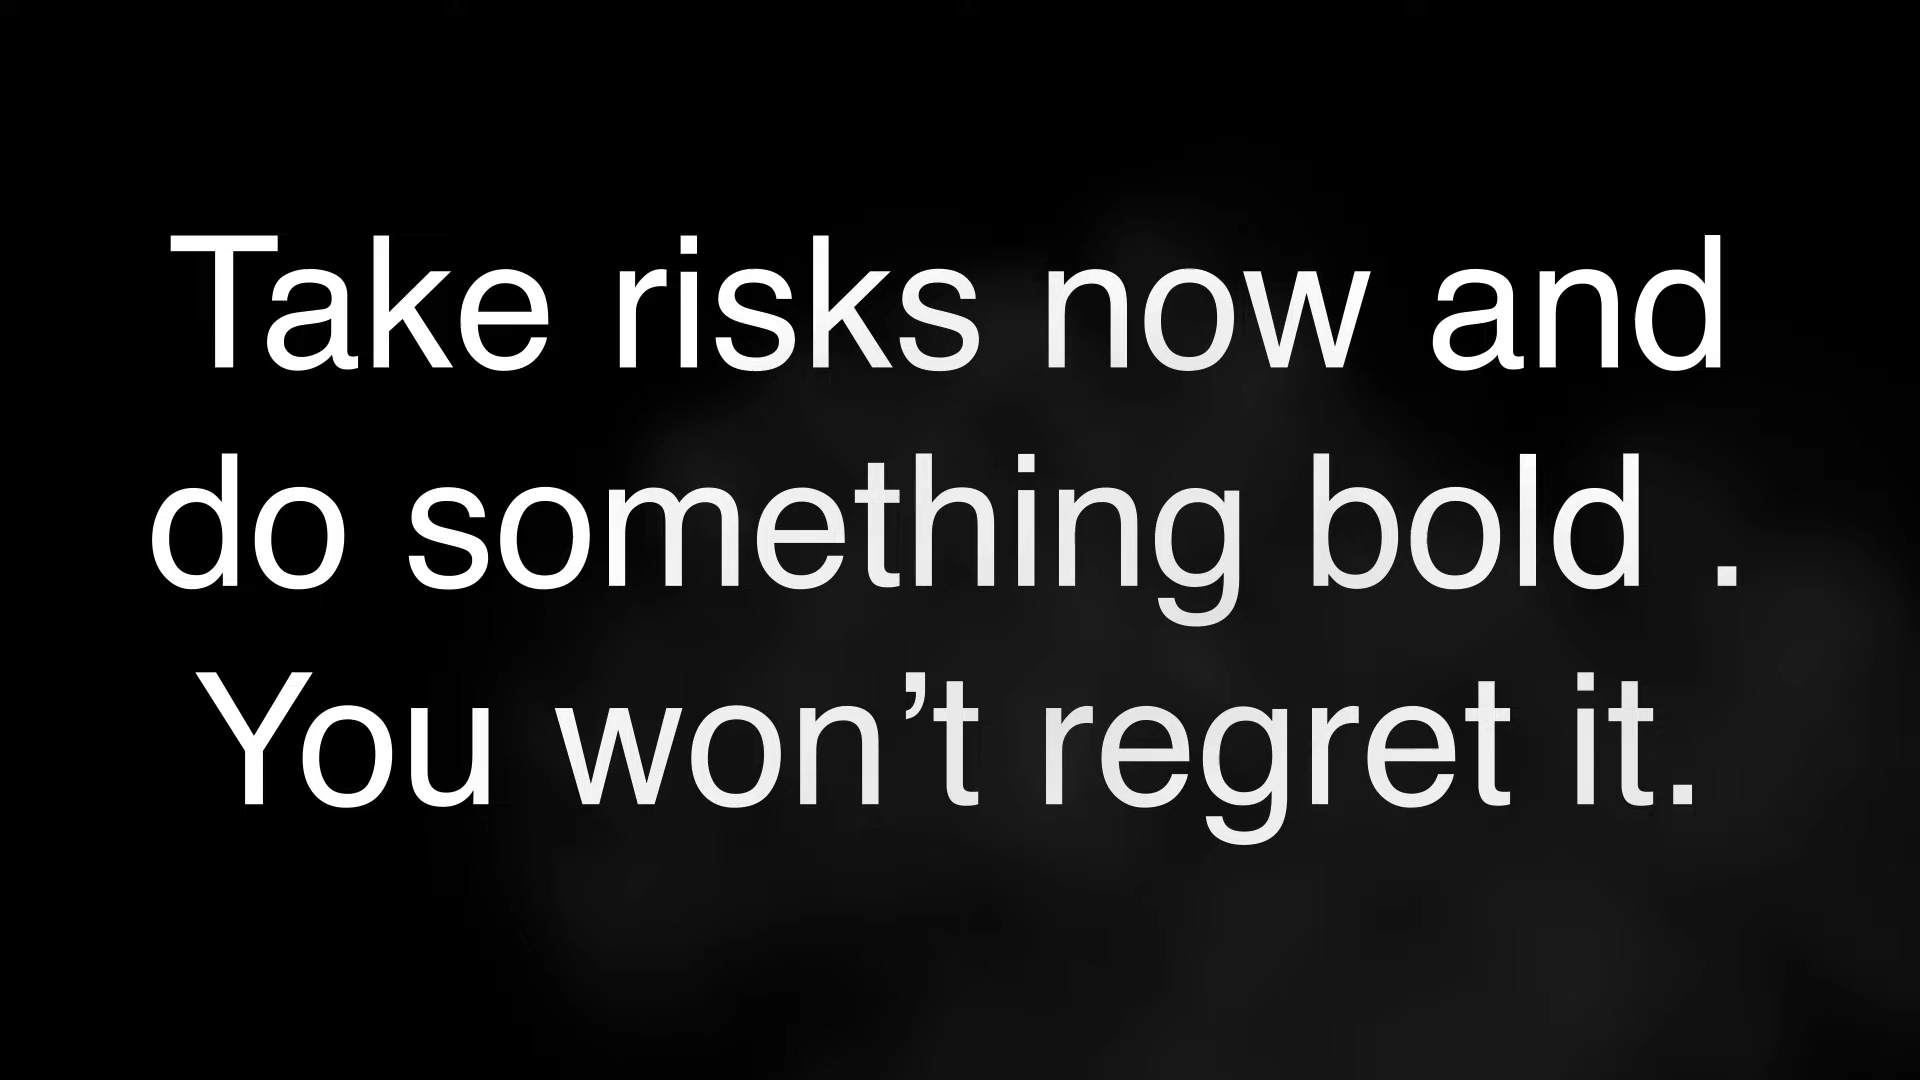 Take risks now and
do something bold .
You won’t regret it.